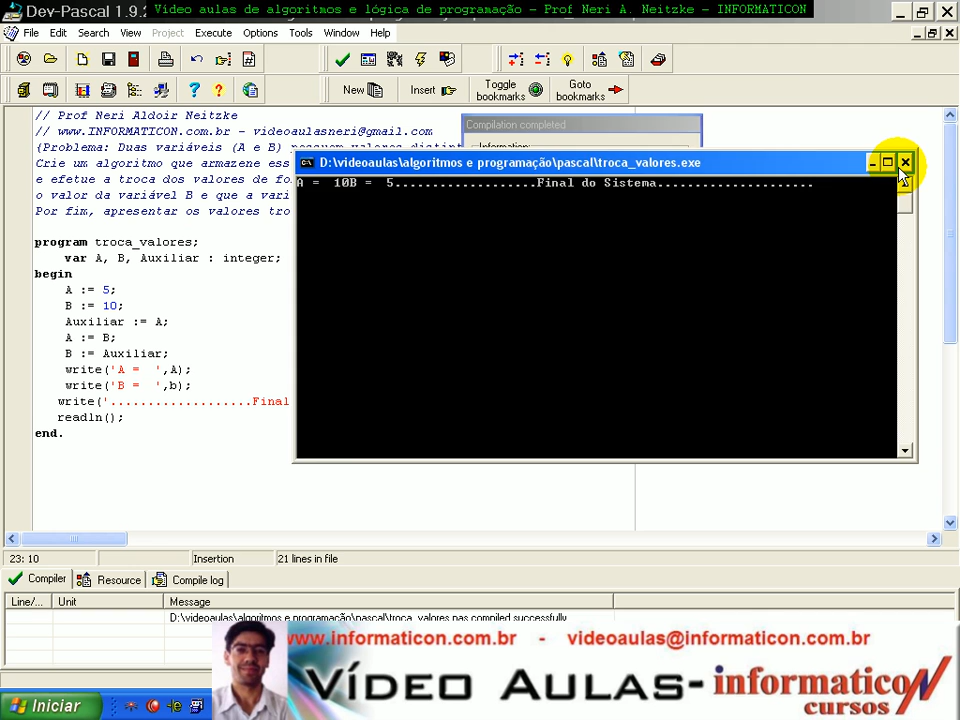 Dev-Pascal 1.9.2
Vídeo aulas de algoritmos e lógica de programação - Prof Neri A. Neitzke - INFORMATICON
File Edit Search View Project Execute Options Tools Window Help
New Insert Toggle bookmarks Goto bookmarks
// Prof Neri Aldoir Neitzke
// www.INFORMATICON.com.br - videoaulasneri@gmail.com
{Problema: Duas variáveis (A e B)
Crie um algoritmo que armazene
e efetue a troca dos valores de
o valor da variável B e que a
Por fim, apresentar os valores
Compilation completed
D:\videoaulas\algoritmos e programação\pascal\troca_valores.exe
A =  10B =  5...................Final do Sistema.....................
program troca_valores;
var A, B, Auxiliar : integer;
begin
A := 5;
B := 10;
Auxiliar := A;
A := B;
B := Auxiliar;
write('A =  ',A);
write('B =  ',b);
write('...................Final
readln();
end.
23: 10 Insertion 21 lines in file
Compiler Resource Compile log
Line/... Unit Message
D:\videoaulas\algoritmos e programação\pascal\troca_valores.pas compiled successfully
www.informaticon.com.br - videoaulas@informaticon.com.br
Vídeo Aulas- informaticon
cursos
Iniciar